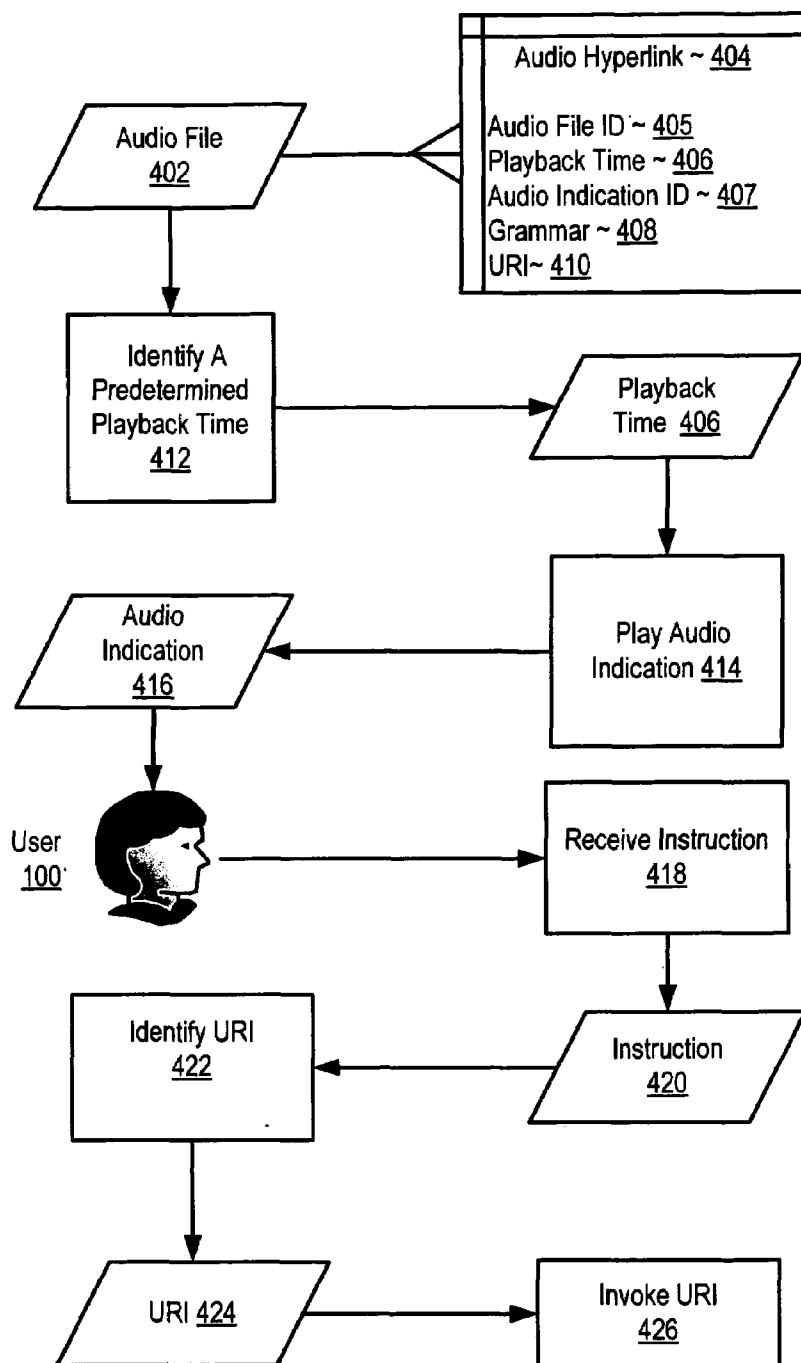 Audio Hyperlink ~ 404
Audio File
402
Audio File ID ~ 405
Playback Time ~ 406
Audio Indication ID ~ 407
Grammar ~ 408
URI~ 410
Identify A
Predetermined
Playback Time
412
Playback
Time 406
Audio
Indication
416
Play Audio
Indication 414
User
100
Receive Instruction
418
Identify URI
422
Instruction
420
URI 424
Invoke URI
426